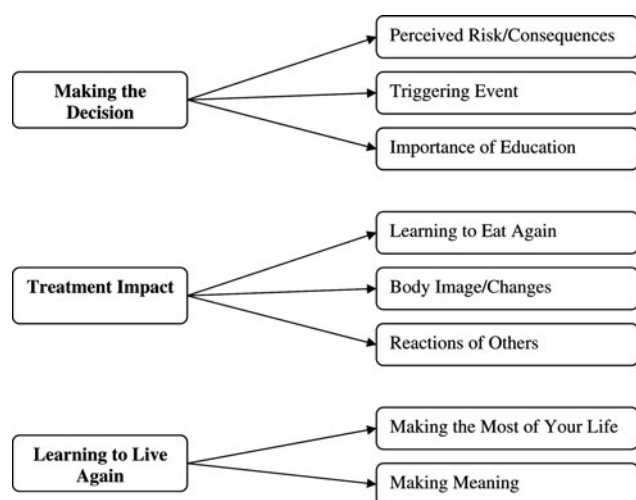 Perceived Risk/Consequences
Making the
Decision
Triggering Event
Importance of Education
Learning to Eat Again
Treatment Impact
Body Image/Changes
Reactions of Others
Making the Most of Your Life
Learning to Live
Again
Making Meaning